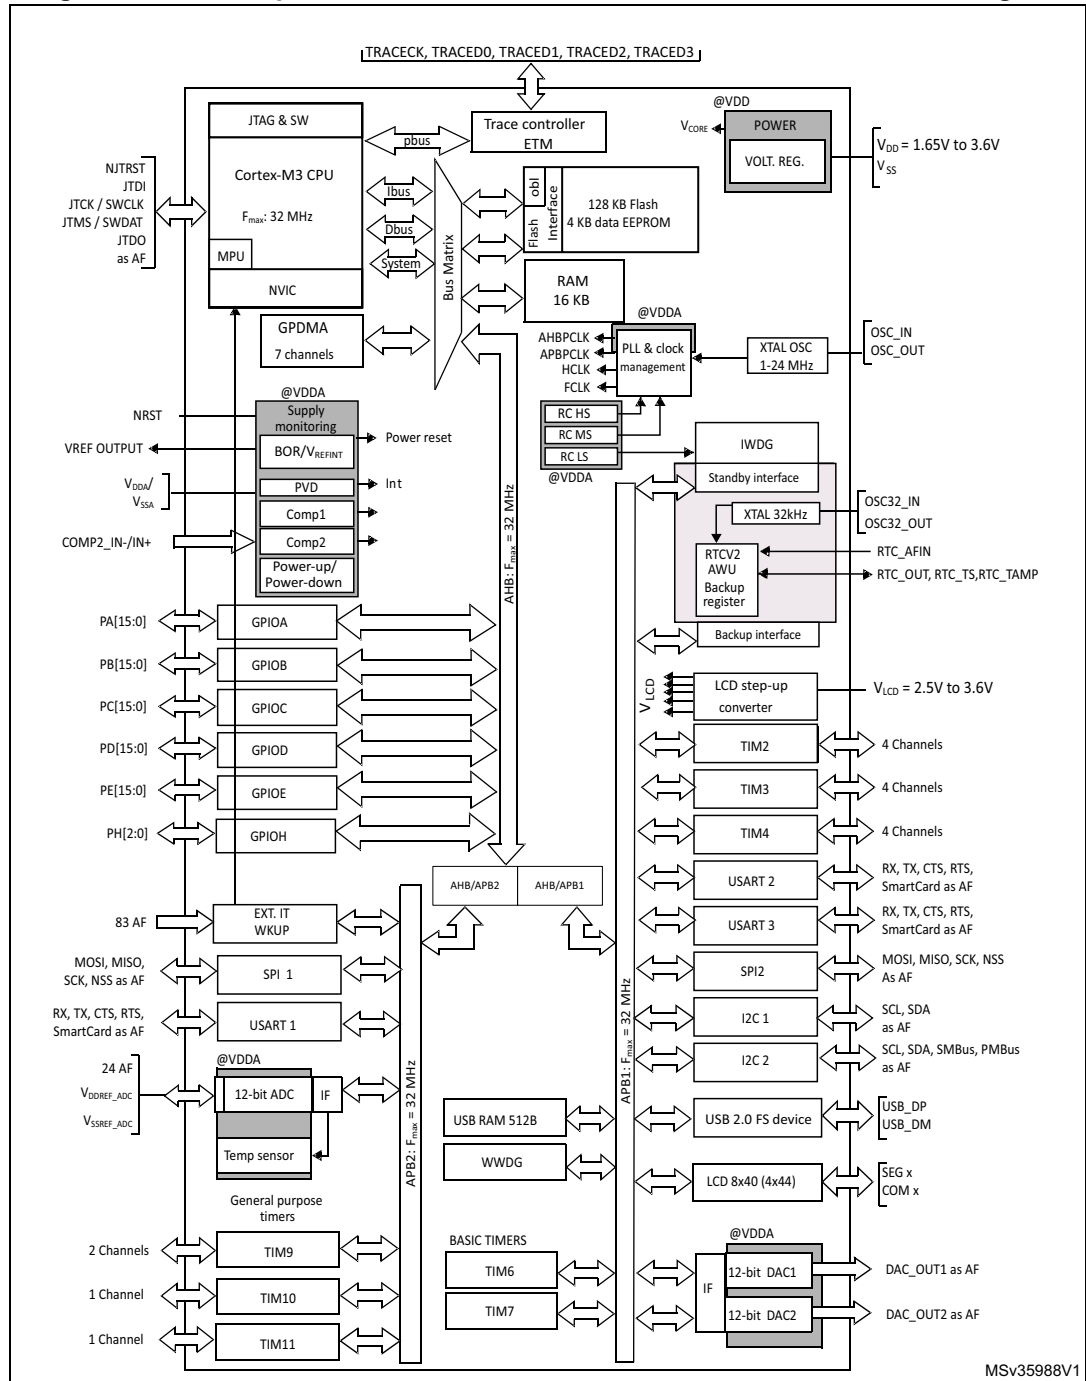 TRACECK, TRACED0, TRACED1, TRACED2, TRACED3
JTAG & SW
Cortex-M3 CPU
Fmax: 32 MHz
MPU
NVIC
NJTRST
JTDI
JTCK / SWCLK
JTMS / SWDAT
JTDO
as AF
pbus
Ibus
Dbus
System
Trace controller
ETM
Bus Matrix
obl
Flash
Interface
128 KB Flash
4 KB data EEPROM
RAM
16 KB
@VDD
VCORE
POWER
VOLT. REG.
VDD = 1.65V to 3.6V
VSS
GPDMA
7 channels
@VDDA
AHBPCLK
APBPCLK
HCLK
FCLK
PLL & clock
management
XTAL OSC
1-24 MHz
OSC_IN
OSC_OUT
RC HS
RC MS
RC LS
@VDDA
IWDG
Standby interface
XTAL 32kHz
OSC32_IN
OSC32_OUT
RTCV2
AWU
Backup
register
RTC_AFIN
RTC_OUT, RTC_TS,RTC_TAMP
Backup interface
@VDDA
Supply
monitoring
NRST
VREF OUTPUT
BOR/VREFINT
Power reset
VDDA/
VSSA
PVD
Int
Comp1
COMP2_IN-/IN+
Comp2
Power-up/
Power-down
AHB: Fmax = 32 MHz
PA[15:0]
GPIOA
PB[15:0]
GPIOB
PC[15:0]
GPIOC
PD[15:0]
GPIOD
PE[15:0]
GPIOE
PH[2:0]
GPIOH
VLCD
LCD step-up
converter
VLCD = 2.5V to 3.6V
TIM2
4 Channels
TIM3
4 Channels
TIM4
4 Channels
AHB/APB2
AHB/APB1
USART 2
RX, TX, CTS, RTS,
SmartCard as AF
USART 3
RX, TX, CTS, RTS,
SmartCard as AF
SPI2
MOSI, MISO, SCK, NSS
As AF
I2C 1
SCL, SDA
as AF
I2C 2
SCL, SDA, SMBus, PMBus
as AF
83 AF
EXT. IT
WKUP
MOSI, MISO,
SCK, NSS as AF
SPI 1
RX, TX, CTS, RTS,
SmartCard as AF
USART 1
@VDDA
24 AF
VDDREF_ADC
VSSREF_ADC
12-bit ADC
IF
Temp sensor
APB2: Fmax = 32 MHz
APB1: Fmax = 32 MHz
USB RAM 512B
WWDG
USB 2.0 FS device
USB_DP
USB_DM
LCD 8x40 (4x44)
SEG x
COM x
General purpose
timers
2 Channels
TIM9
1 Channel
TIM10
1 Channel
TIM11
BASIC TIMERS
TIM6
TIM7
@VDDA
IF
12-bit DAC1
DAC_OUT1 as AF
12-bit DAC2
DAC_OUT2 as AF
MSv35988V1